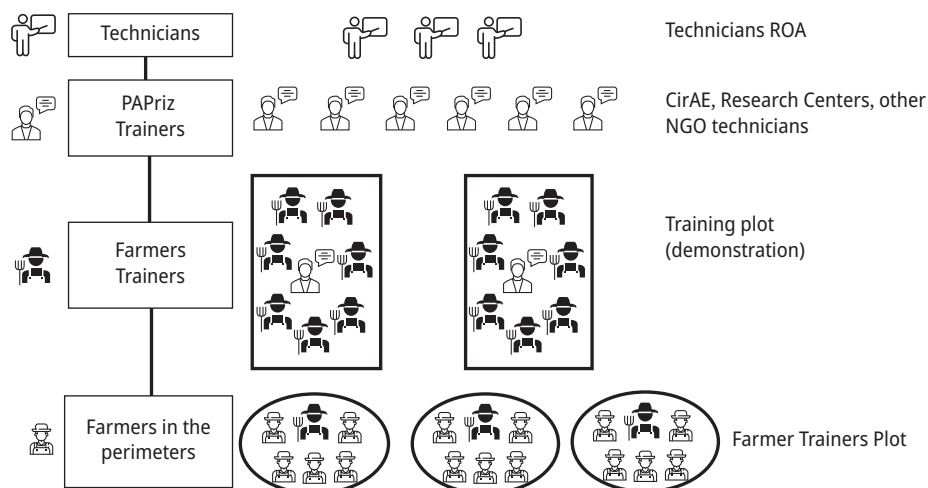 Technicians
Technicians ROA
PAPriz
Trainers
CirAE, Research Centers, other
NGO technicians
Farmers
Trainers
Training plot
(demonstration)
Farmers in the
perimeters
Farmer Trainers Plot